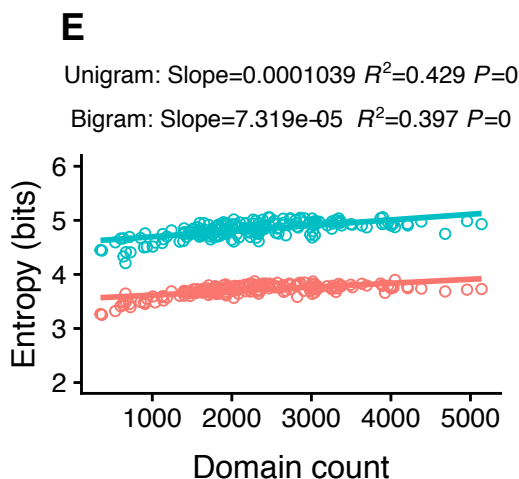 E
Unigram: Slope=0.0001039 R²=0.429 P=0
Bigram: Slope=7.319e−05 R²=0.397 P=0
6
5
4
3
2
Entropy (bits)
1000 2000 3000 4000 5000
Domain count